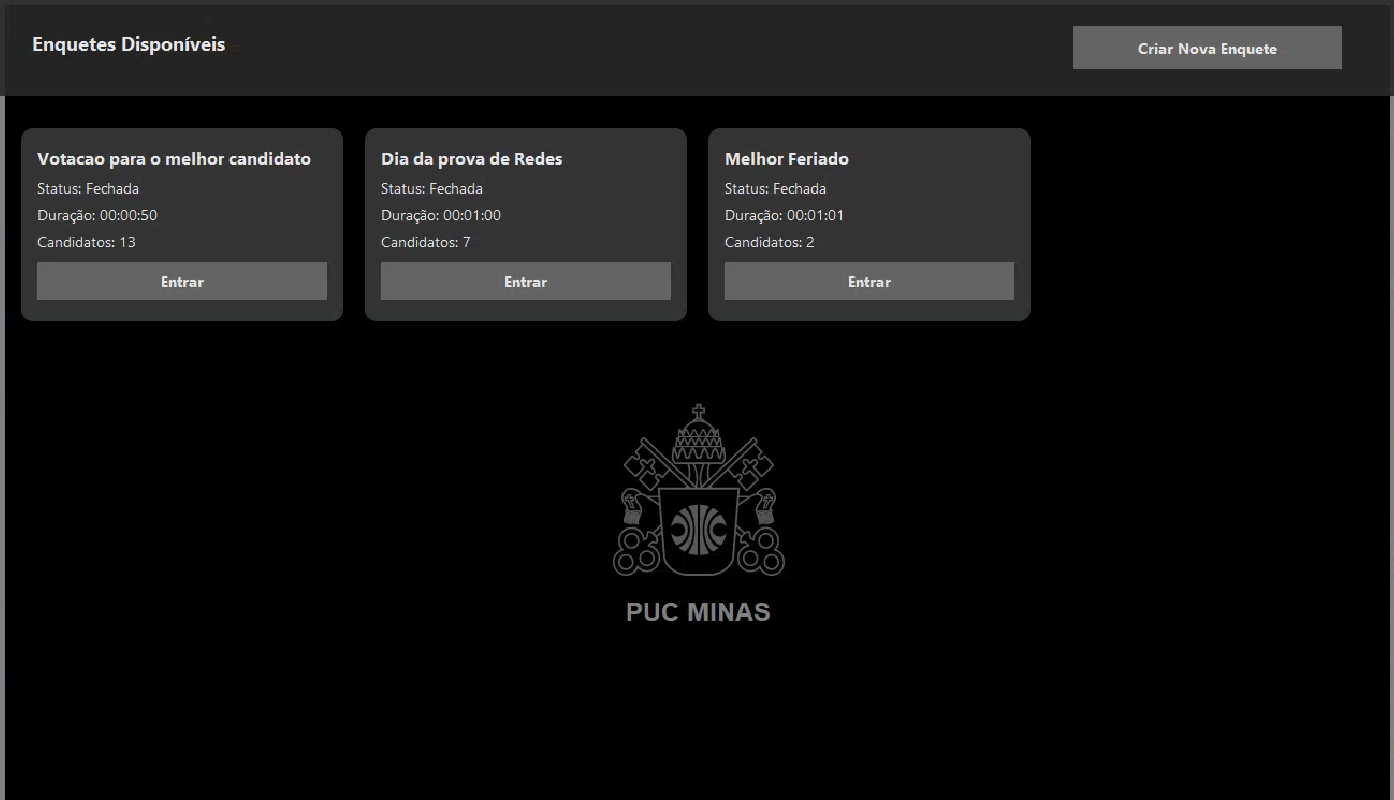 Enquetes Disponíveis
Criar Nova Enquete
Votacao para o melhor candidato
Status: Fechada
Duração: 00:00:50
Candidatos: 13
Entrar
Dia da prova de Redes
Status: Fechada
Duração: 00:01:00
Candidatos: 7
Entrar
Melhor Feriado
Status: Fechada
Duração: 00:01:01
Candidatos: 2
Entrar
PUC MINAS